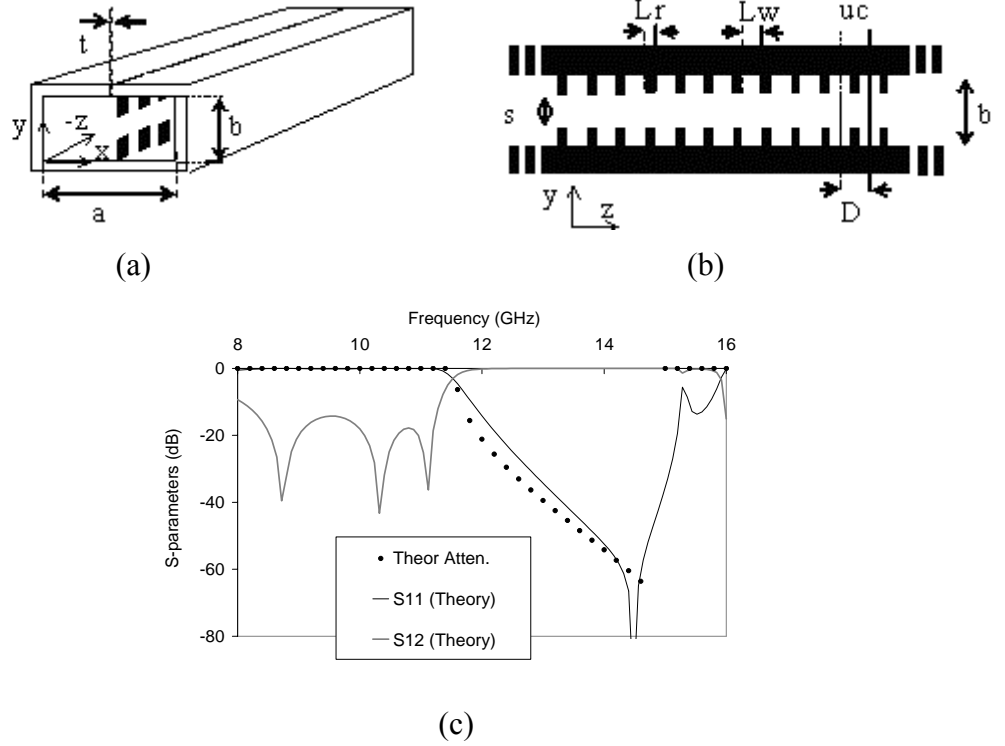 t
y
-z
x
b
a
(a)
Lr Lw uc
s
b
y
z
D
(b)
Frequency (GHz)
8 10 12 14 16
0
-20
-40
-60
-80
S-parameters (dB)
Theor Atten.
S11 (Theory)
S12 (Theory)
(c)